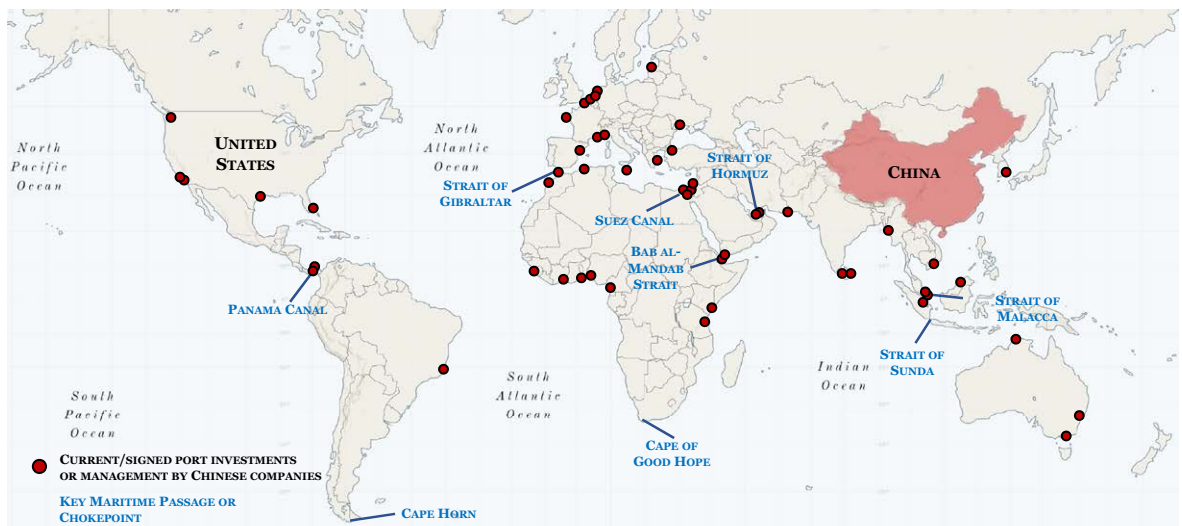 North
Pacific
Ocean
UNITED
STATES
North
Atlantic
Ocean
STRAIT OF
GIBRALTAR
STRAIT OF
HORMUZ
CHINA
SUEZ CANAL
BAB AL-
MANDAB
STRAIT
PANAMA CANAL
STRAIT OF
MALACCA
STRAIT OF
SUNDA
Indian
Ocean
South
Atlantic
Ocean
South
Pacific
Ocean
CAPE OF
GOOD HOPE
CURRENT/SIGNED PORT INVESTMENTS
OR MANAGEMENT BY CHINESE COMPANIES
KEY MARITIME PASSAGE OR
CHOKEPOINT
CAPE HORN